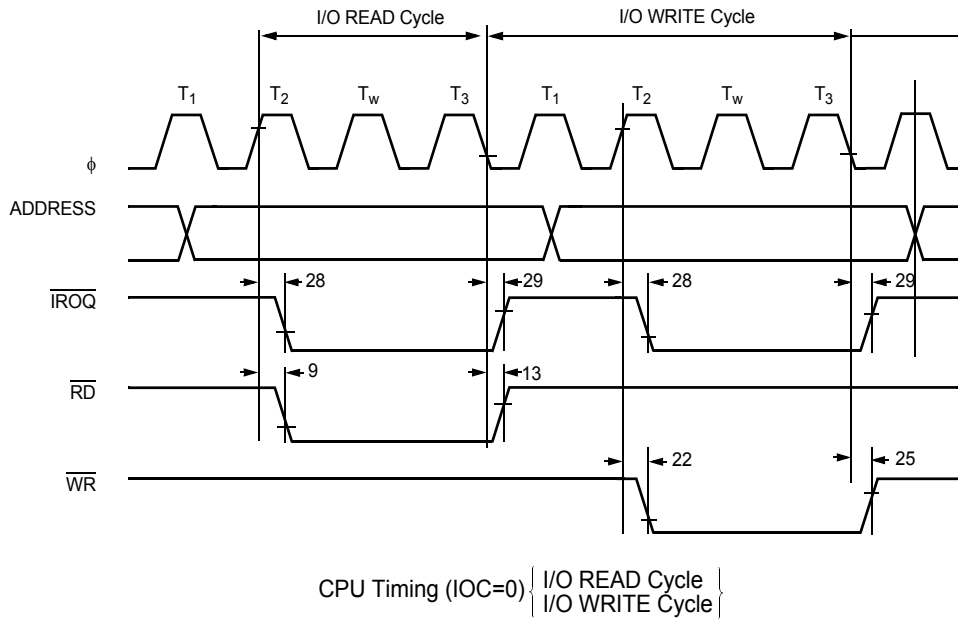 I/O READ Cycle I/O WRITE Cycle
T1 T2 Tw T3 T1 T2 Tw T3
ϕ
ADDRESS
28 29 28 29
IROQ
9 13
RD
22 25
WR
CPU Timing (IOC=0) { I/O READ Cycle
I/O WRITE Cycle }